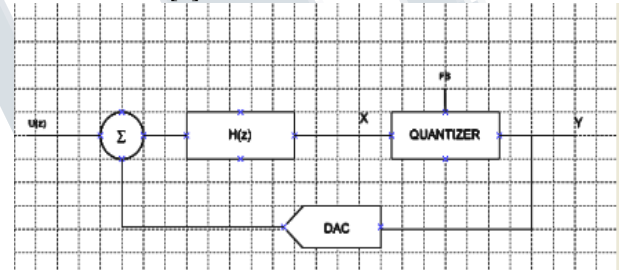 FS
U(z)
Σ
H(z)
X
QUANTIZER
Y
DAC